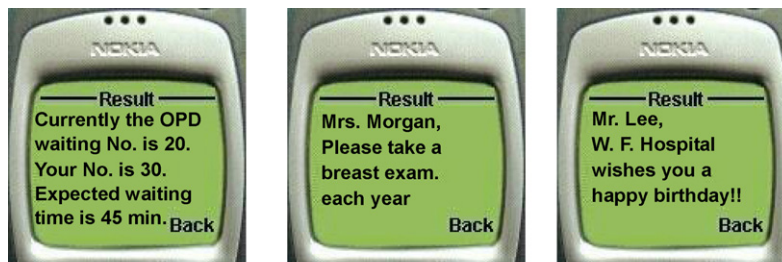 NOKIA
Result
Currently the OPD
waiting No. is 20.
Your No. is 30.
Expected waiting
time is 45 min.
Back
NOKIA
Result
Mrs. Morgan,
Please take a
breast exam.
each year
Back
NOKIA
Result
Mr. Lee,
W. F. Hospital
wishes you a
happy birthday!!
Back